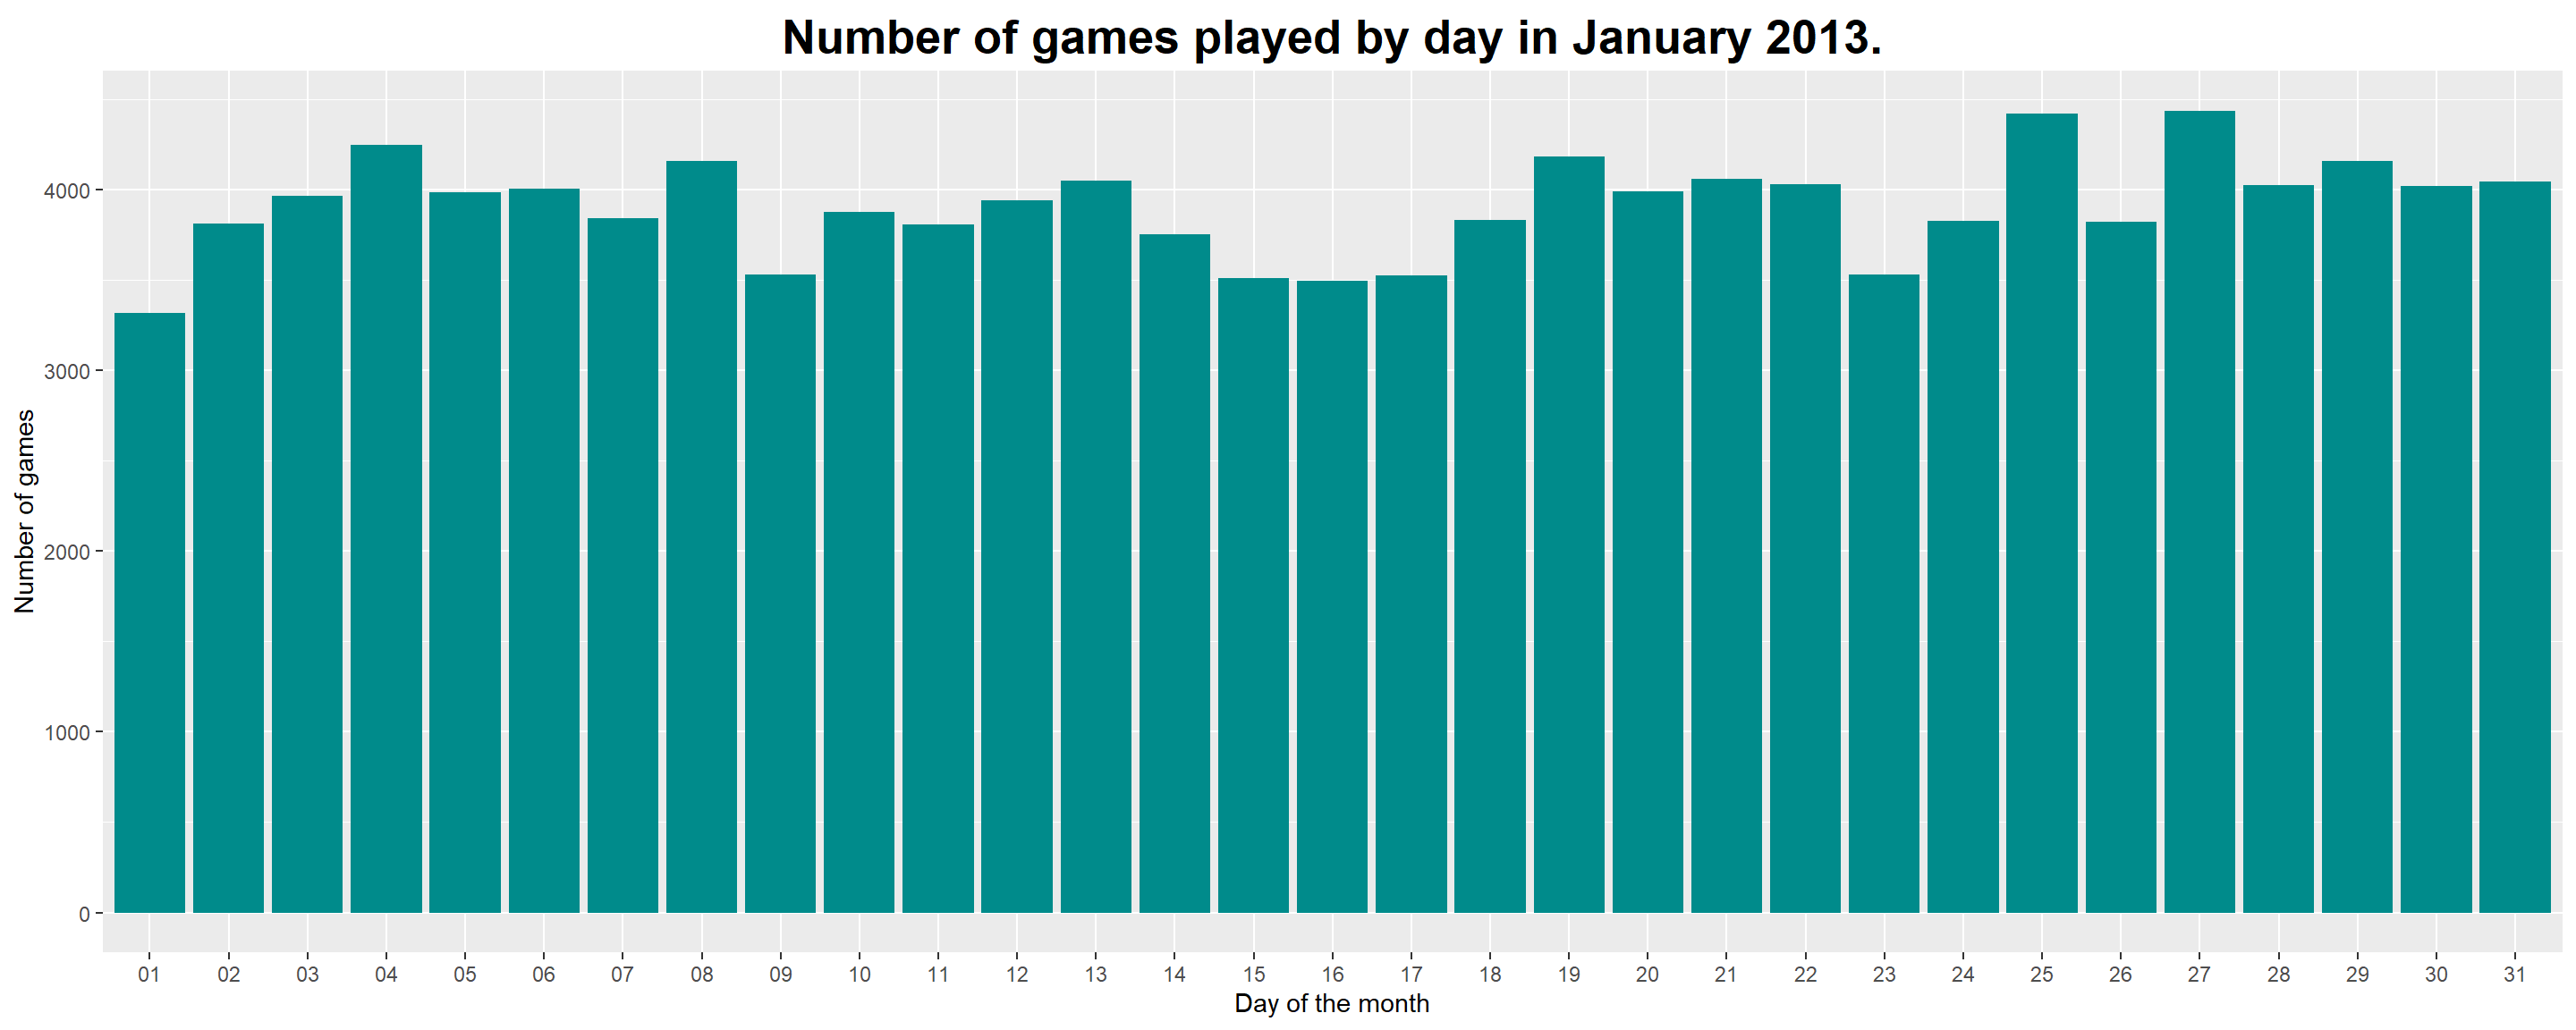 Number of games played by day in January 2013.
Number of games
4000
3000
2000
1000
0
01 02 03 04 05 06 07 08 09 10 11 12 13 14 15 16 17 18 19 20 21 22 23 24 25 26 27 28 29 30 31
Day of the month